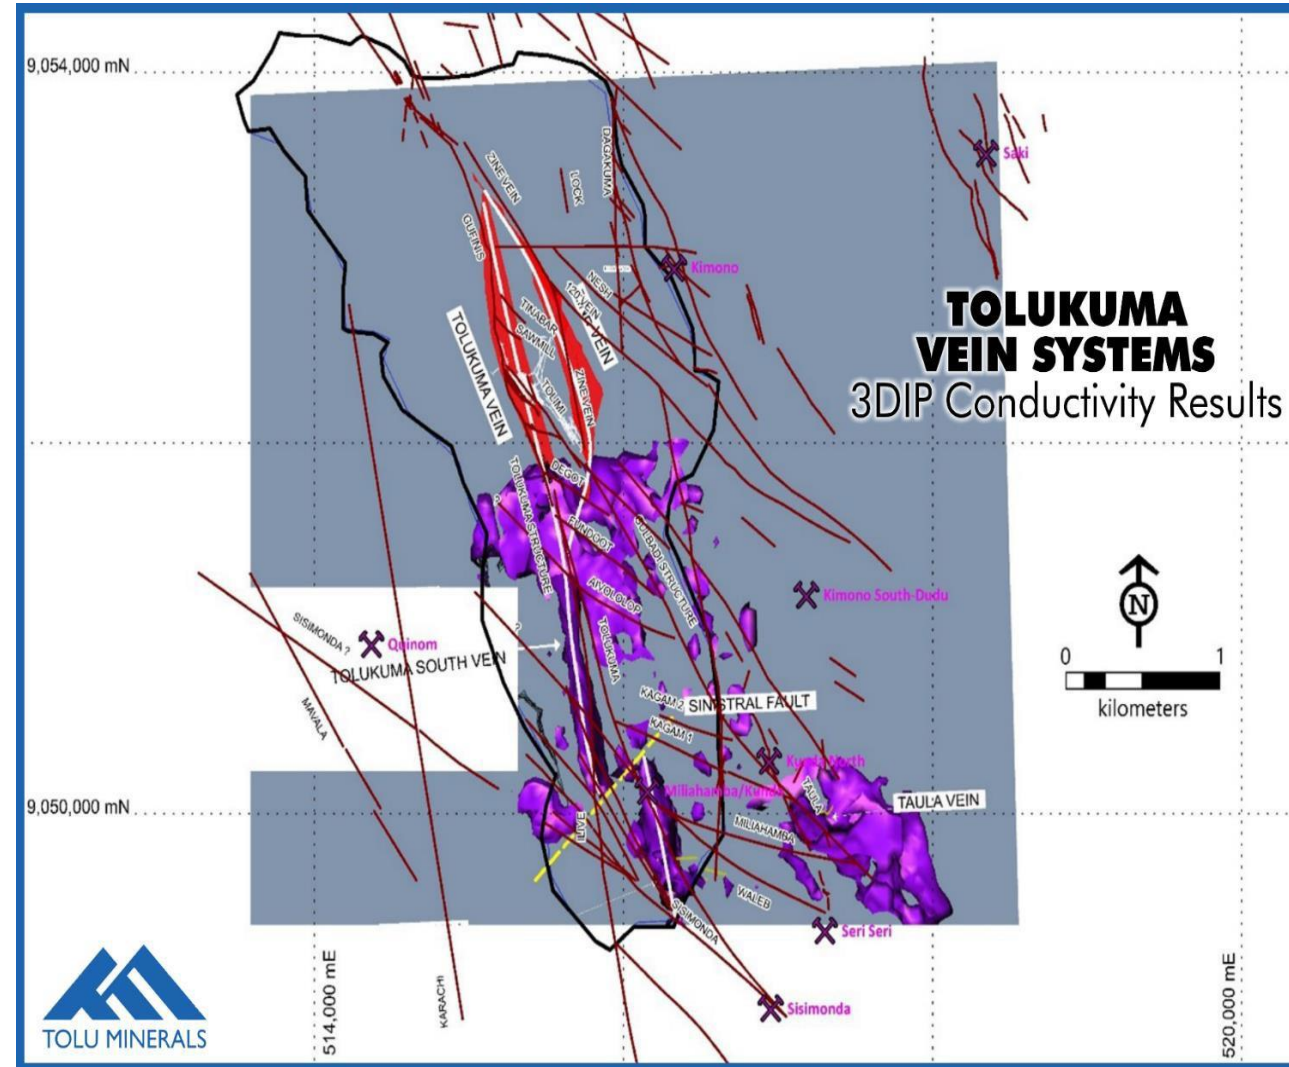 9,054,000 mN
Saki
ZINE VEIN
LOCK
DAGAKUMA
GUFINIS
Kimono
NESH
120 VEIN
VEIN
TOLUKUMA
VEIN SYSTEMS
3DIP Conductivity Results
TINABAR
SAWMILL
TOLUKUMA VEIN
TOLIMI
ZINE VEIN
DEGOT
TOLUKUMA STRUCTURE
?
FUNDOOT
GULBADI STRUCTURE
AIVOLOLOP
Kimono South-Dudu
N
SISIMONDA ?
Quinom
?
TOLUKUMA SOUTH VEIN
TOLUKUMA
0 1
kilometers
MAVALA
KAGAM 2
SINISTRAL FAULT
KAGAM 1
Kunda North
Miliahamba/Kunda
TAULA
TAULA VEIN
9,050,000 mN
ILIVE
MILIAHAMBA
WALEB
SISIMONDA
Seri Seri
Sisimonda
KARACHI
514,000 mE
520,000 mE
TOLU MINERALS